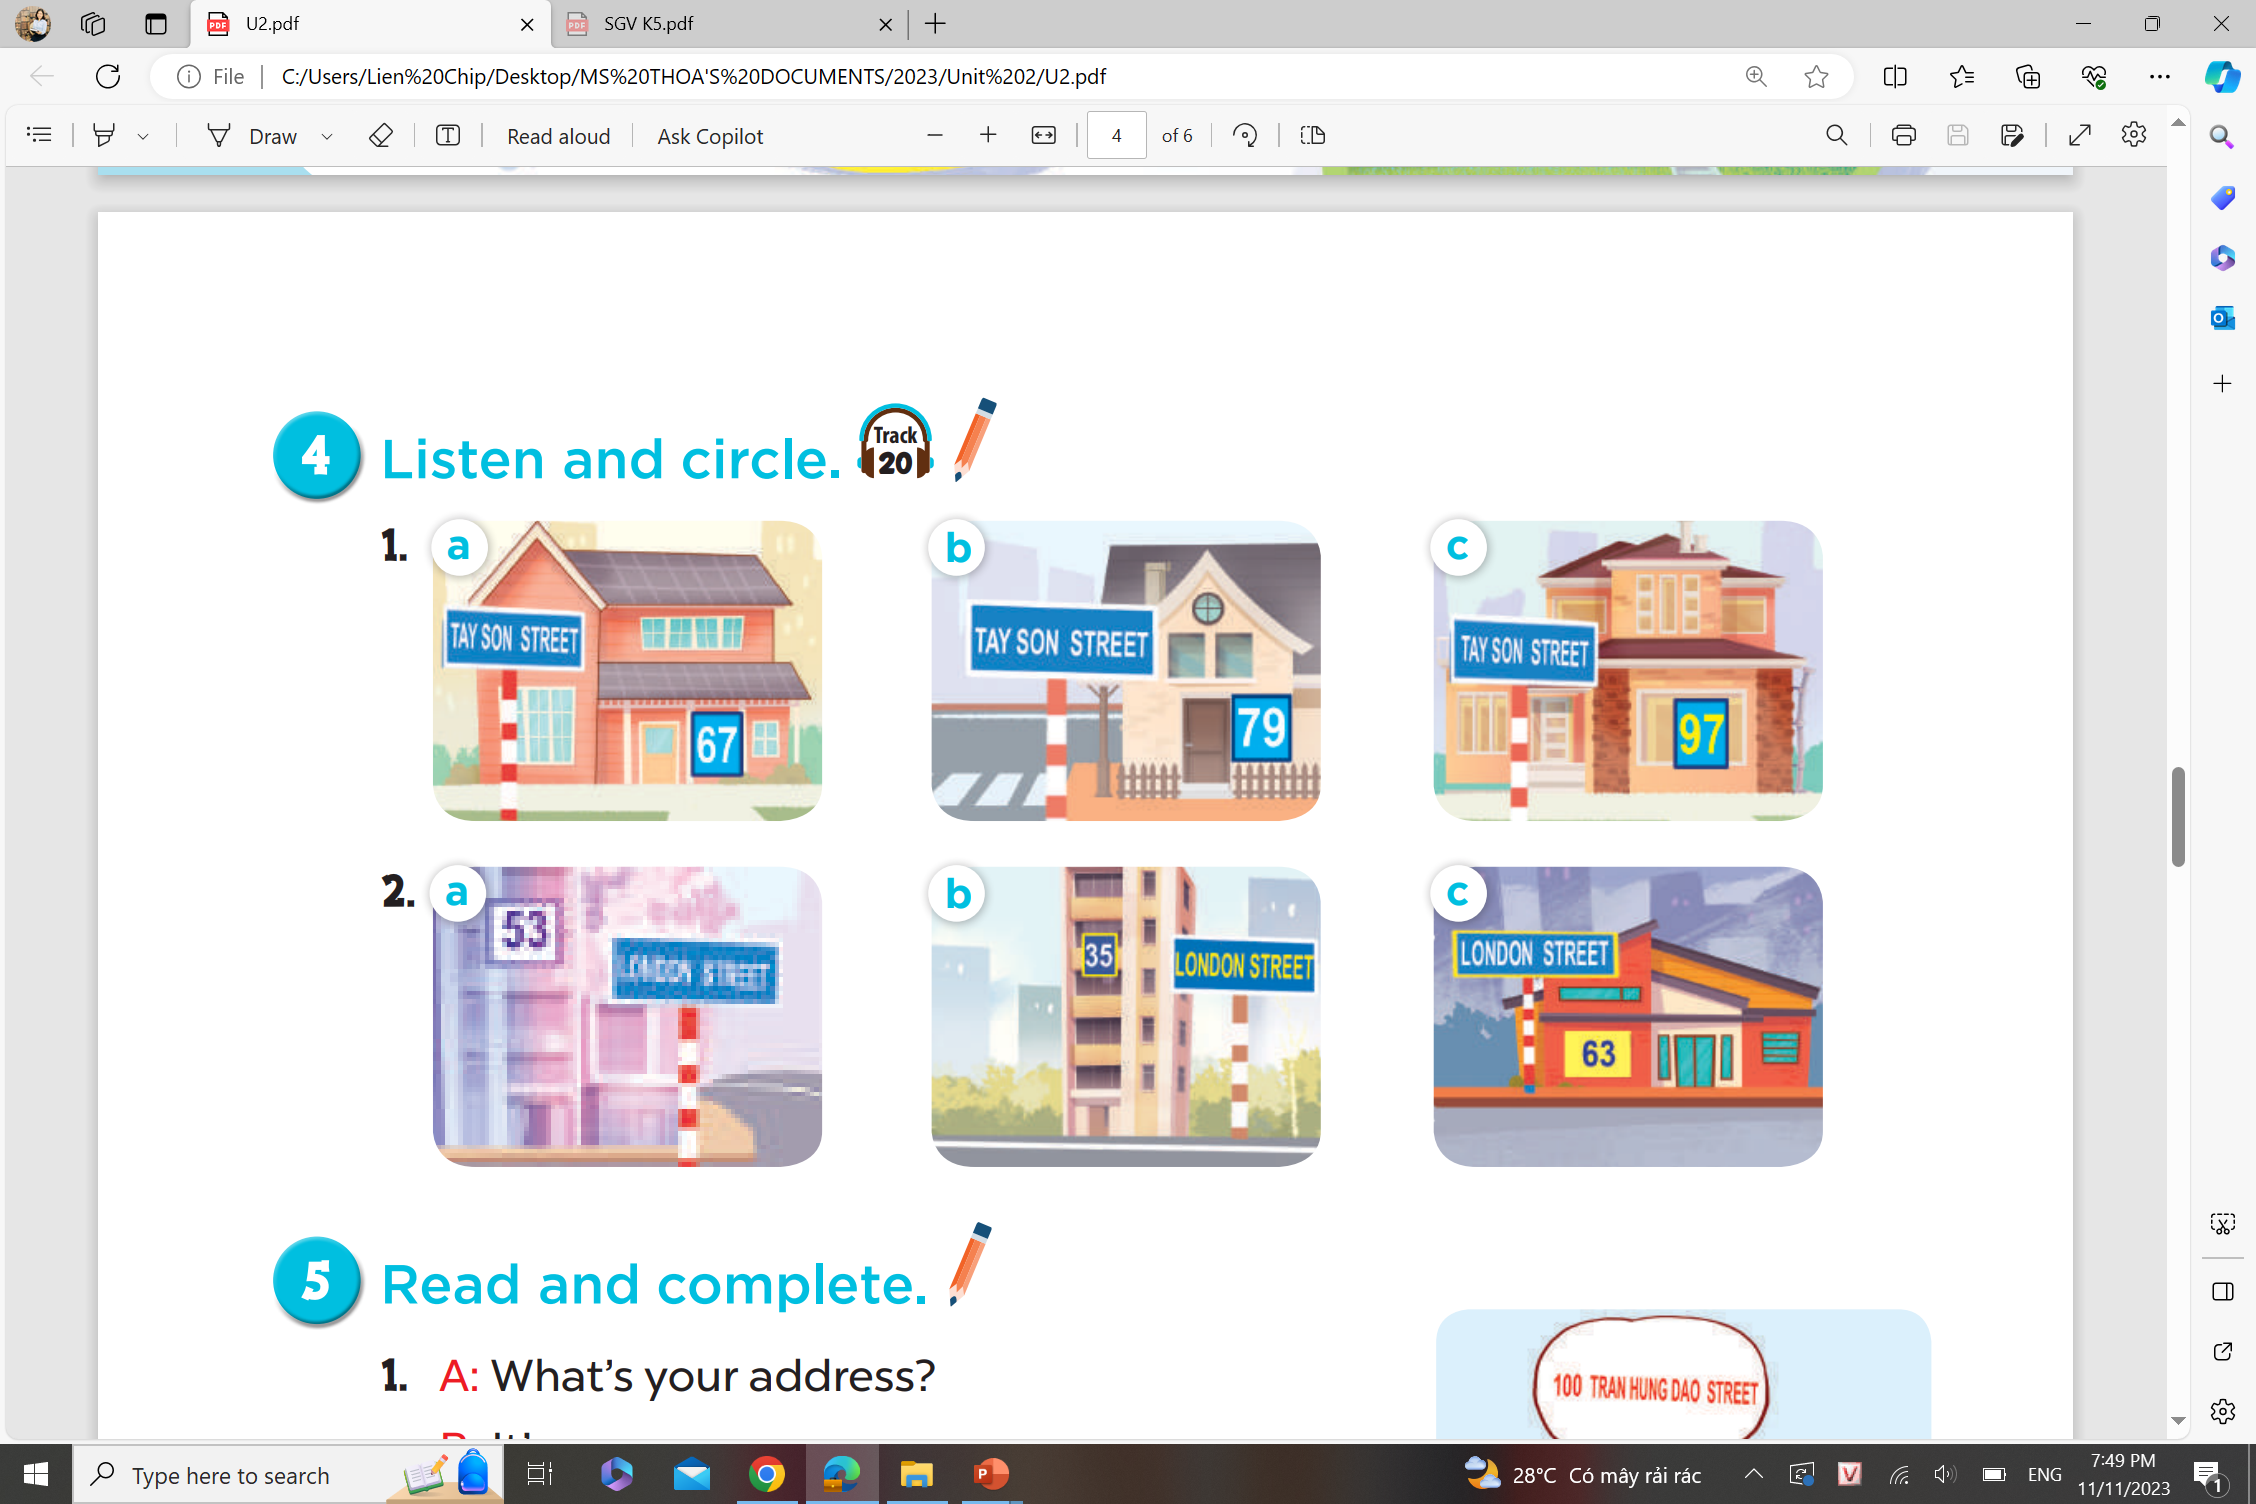 U2.pdf
SGV K5.pdf
File
C:/Users/Lien%20Chip/Desktop/MS%20THOA'S%20DOCUMENTS/2023/Unit%202/U2.pdf
Draw
Read aloud
Ask Copilot
4 of 6
4 Listen and circle. Track 20
1. a b c
TAY SON STREET
67
TAY SON STREET
79
TAY SON STREET
97
2. a b c
53
LONDON STREET
35
LONDON STREET
LONDON STREET
63
5 Read and complete.
1. A: What's your address?
100 TRAN HUNG DAO STREET
Type here to search
28°C Có mây rải rác
ENG
7:49 PM
11/11/2023
1